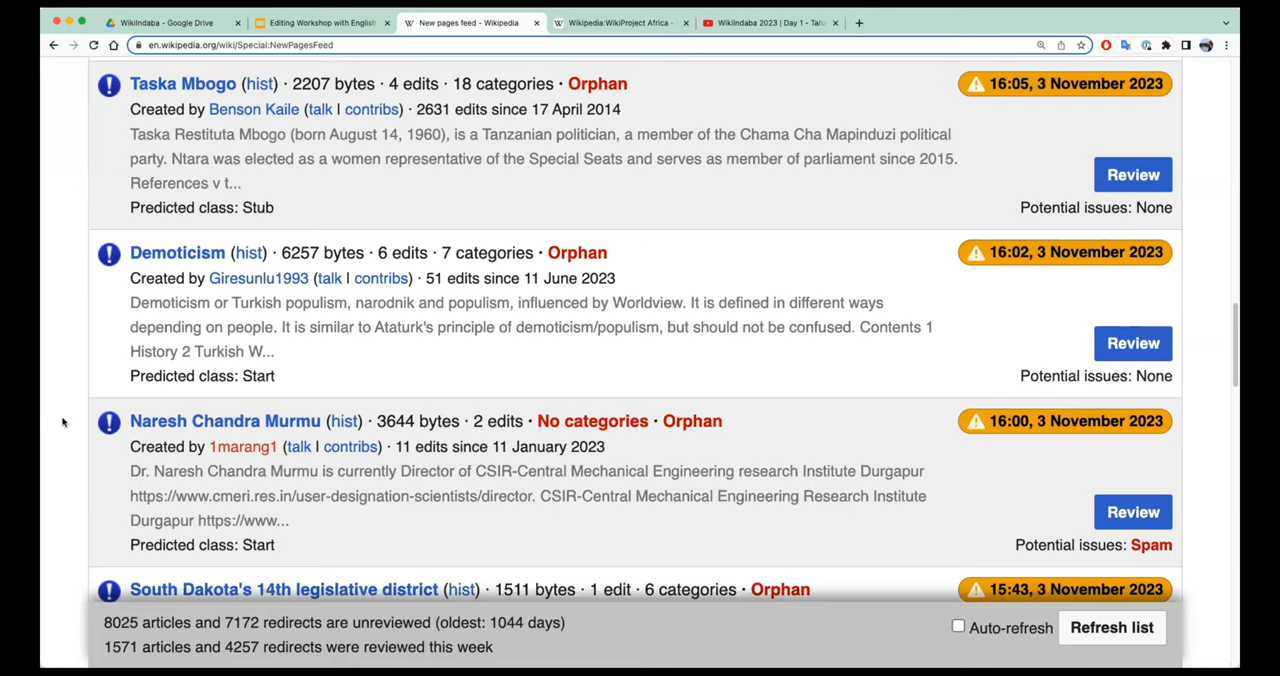 WikiIndaba - Google Drive
Editing Workshop with English
New pages feed - Wikipedia
Wikipedia:WikiProject Africa -
WikiIndaba 2023 | Day 1 - Taha
en.wikipedia.org/wiki/Special:NewPagesFeed
Taska Mbogo (hist) · 2207 bytes · 4 edits · 18 categories · Orphan
16:05, 3 November 2023
Created by Benson Kaile (talk | contribs) · 2631 edits since 17 April 2014
Taska Restituta Mbogo (born August 14, 1960), is a Tanzanian politician, a member of the Chama Cha Mapinduzi political
party. Ntara was elected as a women representative of the Special Seats and serves as member of parliament since 2015.
References v t...
Review
Predicted class: Stub
Potential issues: None
Demoticism (hist) · 6257 bytes · 6 edits · 7 categories · Orphan
16:02, 3 November 2023
Created by Giresunlu1993 (talk | contribs) · 51 edits since 11 June 2023
Demoticism or Turkish populism, narodnik and populism, influenced by Worldview. It is defined in different ways
depending on people. It is similar to Ataturk's principle of demoticism/populism, but should not be confused. Contents 1
History 2 Turkish W...
Review
Predicted class: Start
Potential issues: None
Naresh Chandra Murmu (hist) · 3644 bytes · 2 edits · No categories · Orphan
16:00, 3 November 2023
Created by 1marang1 (talk | contribs) · 11 edits since 11 January 2023
Dr. Naresh Chandra Murmu is currently Director of CSIR-Central Mechanical Engineering research Institute Durgapur
https://www.cmeri.res.in/user-designation-scientists/director. CSIR-Central Mechanical Engineering Research Institute
Durgapur https://www...
Review
Predicted class: Start
Potential issues: Spam
South Dakota's 14th legislative district (hist) · 1511 bytes · 1 edit · 6 categories · Orphan
15:43, 3 November 2023
8025 articles and 7172 redirects are unreviewed (oldest: 1044 days)
1571 articles and 4257 redirects were reviewed this week
Auto-refresh
Refresh list